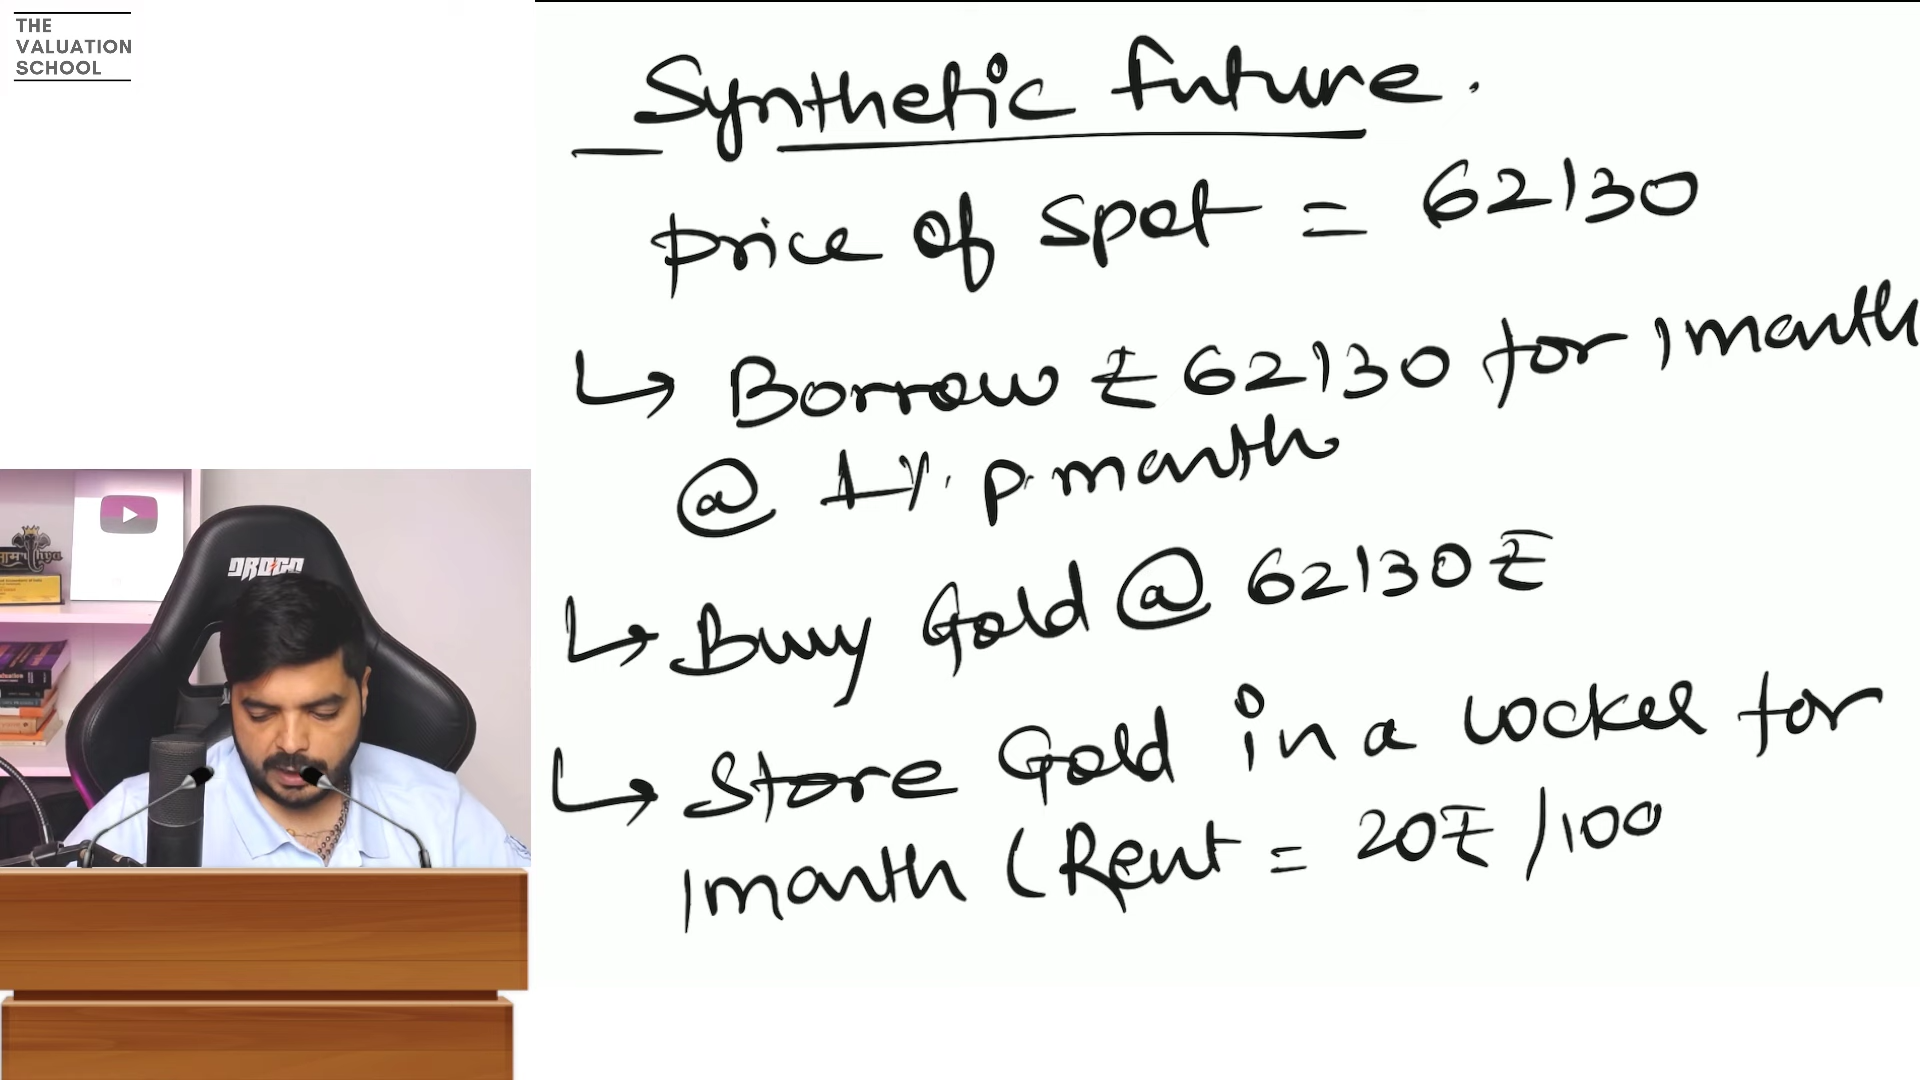 THE
VALUATION
SCHOOL
Synthetic future.
price of spot = 62130
↳ Borrow ₹ 62130 for 1 month
@ 1%. p. month
↳ Buy Gold @ 62130 ₹
↳ Store Gold in a locker for
1 month (Rent = 20₹/100
DROGO